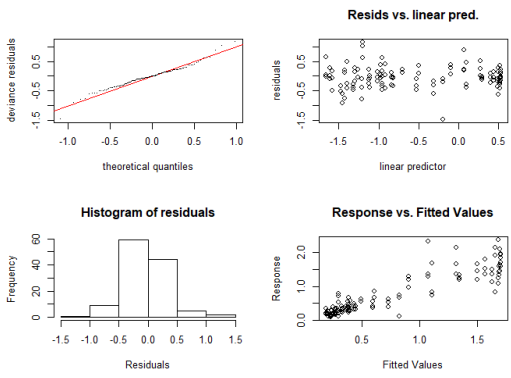 Resids vs. linear pred.
deviance residuals
-1.5 -0.5 0.5
-1.0 -0.5 0.0 0.5 1.0
theoretical quantiles
residuals
-1.5 -0.5 0.5
-1.5 -1.0 -0.5 0.0 0.5
linear predictor
Histogram of residuals
Frequency
0 20 40 60
-1.5 -1.0 -0.5 0.0 0.5 1.0 1.5
Residuals
Response vs. Fitted Values
Response
0.0 1.0 2.0
0.5 1.0 1.5
Fitted Values